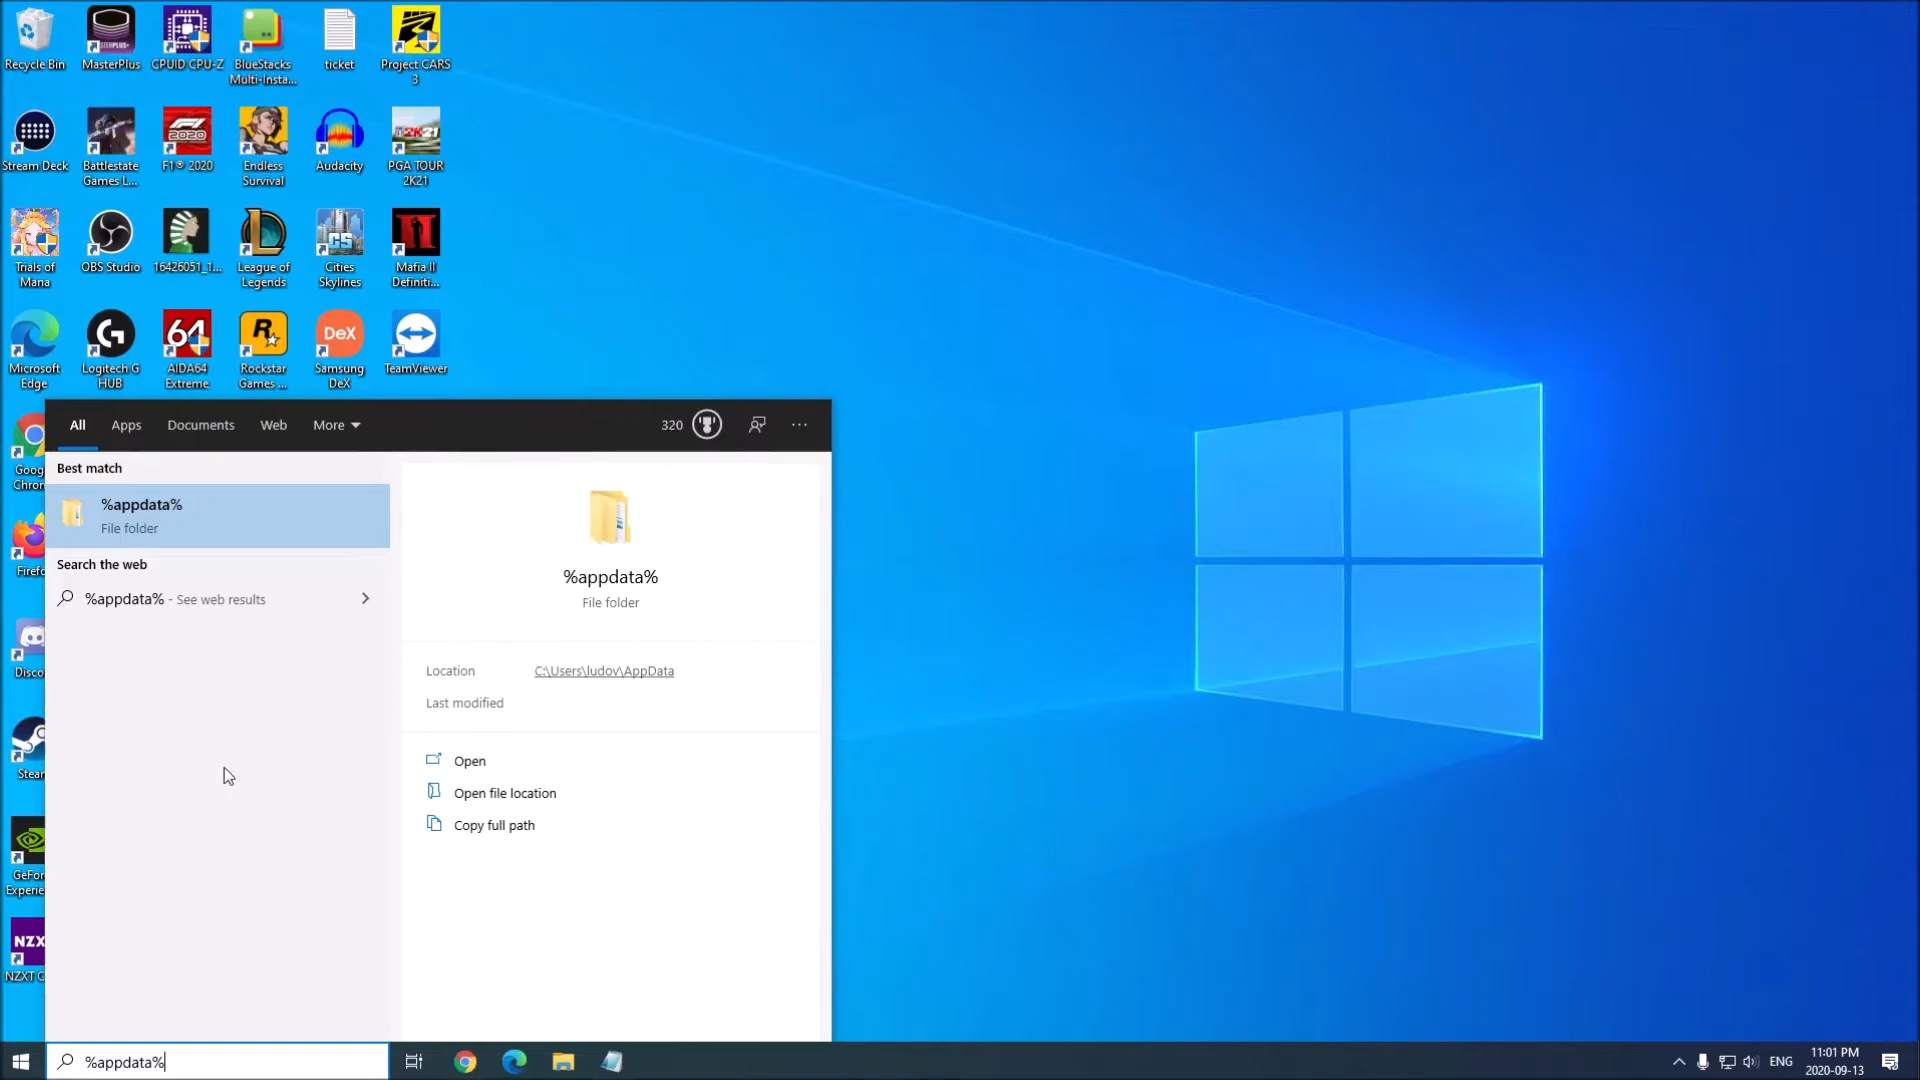 Recycle Bin
MasterPlus
CPUID CPU-Z
BlueStacks
Multi-Insta...
ticket
Project CARS
3
Stream Deck
Battlestate
Games L...
F1® 2020
Endless
Survival
Audacity
PGA TOUR
2K21
Trials of
Mana
OBS Studio
16426051_1...
League of
Legends
Cities
Skylines
Mafia II
Definiti...
Microsoft
Edge
Logitech G
HUB
AIDA64
Extreme
Rockstar
Games ...
Samsung
DeX
TeamViewer
All
Apps
Documents
Web
More
320
Best match
%appdata%
File folder
Search the web
%appdata% - See web results
%appdata%
File folder
Location
C:\Users\ludov\AppData
Last modified
Open
Open file location
Copy full path
Goog
Chron
Firefo
Disco
Stear
GeFor
Experie
NZX
NZXT C
%appdata%
ENG
11:01 PM
2020-09-13